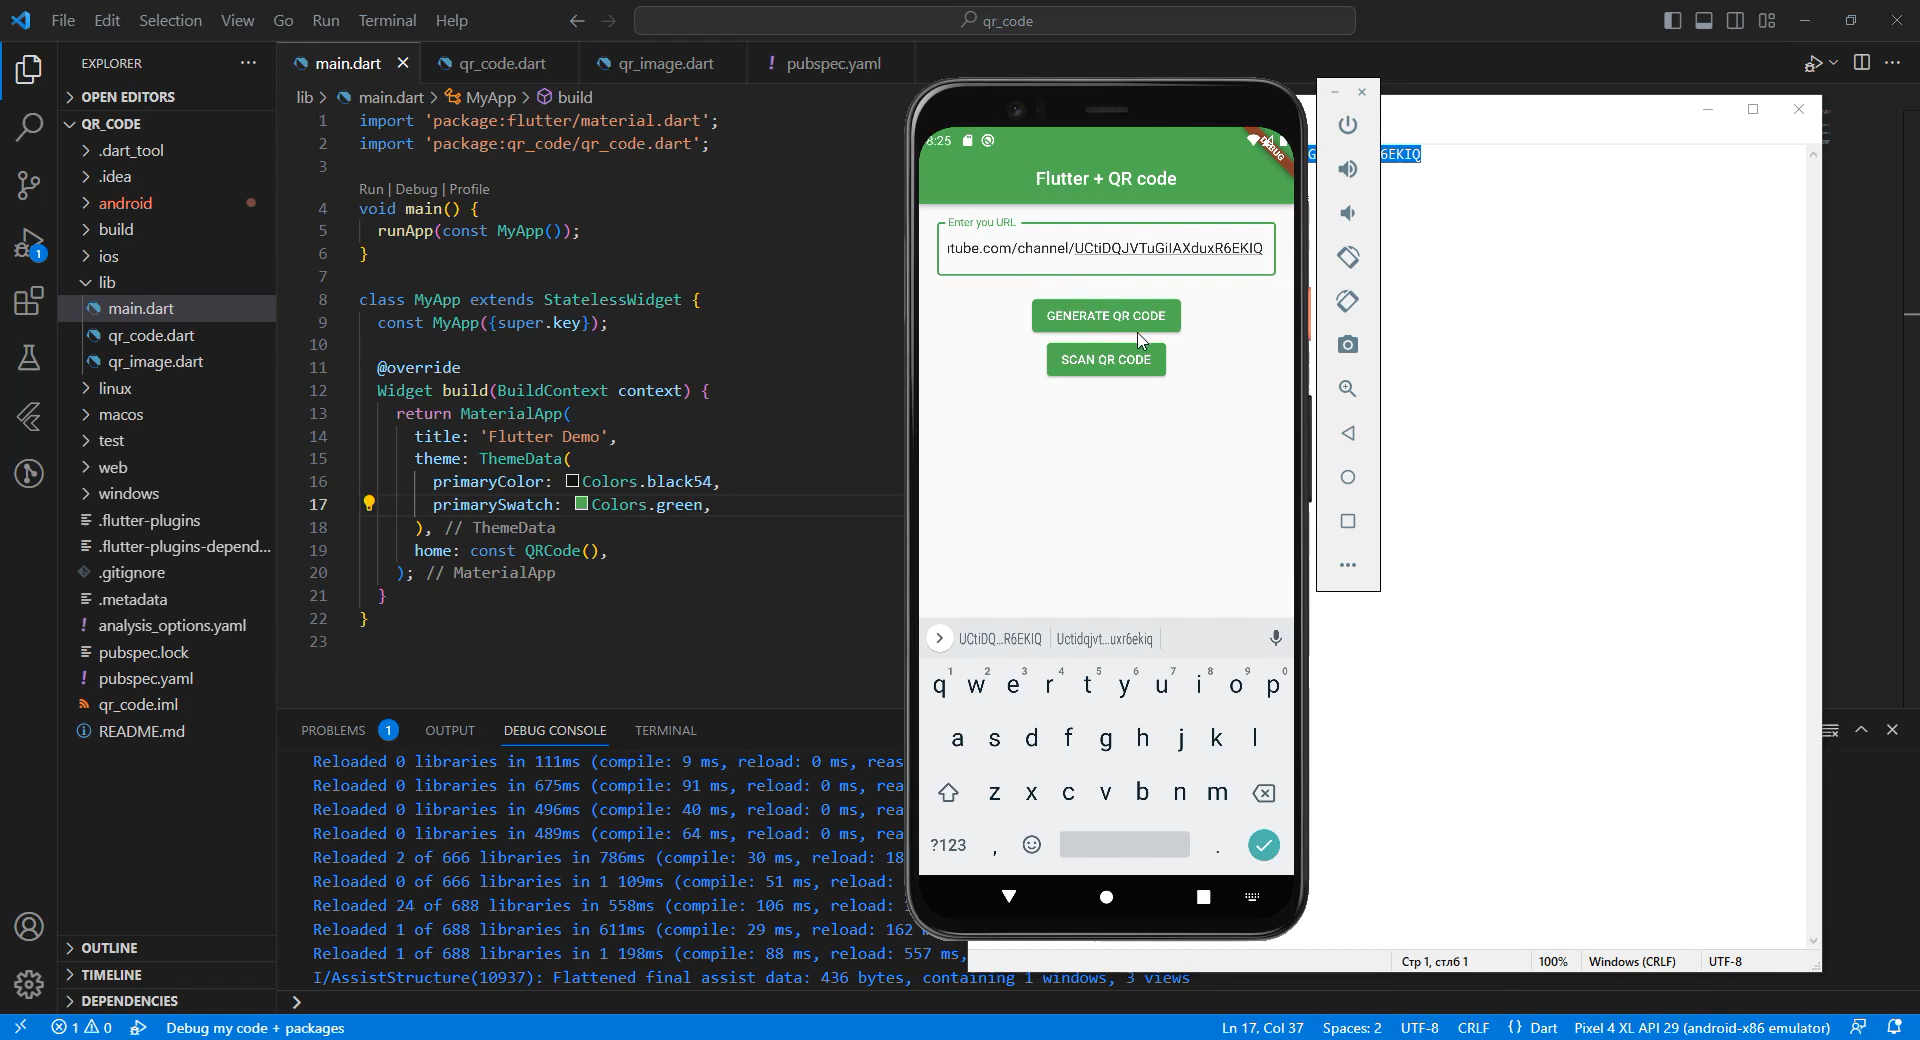 File Edit Selection View Go Run Terminal Help
qr_code
EXPLORER
OPEN EDITORS
QR_CODE
.dart_tool
.idea
android
build
ios
lib
main.dart
qr_code.dart
qr_image.dart
linux
macos
test
web
windows
.flutter-plugins
.flutter-plugins-depend...
.gitignore
.metadata
analysis_options.yaml
pubspec.lock
pubspec.yaml
qr_code.iml
README.md
OUTLINE
TIMELINE
DEPENDENCIES
1
main.dart qr_code.dart qr_image.dart pubspec.yaml
lib > main.dart > MyApp > build
1 import 'package:flutter/material.dart';
2 import 'package:qr_code/qr_code.dart';
3
Run | Debug | Profile
4 void main() {
5 runApp(const MyApp());
6 }
7
8 class MyApp extends StatelessWidget {
9 const MyApp({super.key});
10
11 @override
12 Widget build(BuildContext context) {
13 return MaterialApp(
14 title: 'Flutter Demo',
15 theme: ThemeData(
16 primaryColor: Colors.black54,
17 primarySwatch: Colors.green,
18 ), // ThemeData
19 home: const QRCode(),
20 ); // MaterialApp
21 }
22 }
23
PROBLEMS 1 OUTPUT DEBUG CONSOLE TERMINAL
Reloaded 0 libraries in 111ms (compile: 9 ms, reload: 0 ms, reas
Reloaded 0 libraries in 675ms (compile: 91 ms, reload: 0 ms, rea
Reloaded 0 libraries in 496ms (compile: 40 ms, reload: 0 ms, rea
Reloaded 0 libraries in 489ms (compile: 64 ms, reload: 0 ms, rea
Reloaded 2 of 666 libraries in 786ms (compile: 30 ms, reload: 18
Reloaded 0 of 666 libraries in 1 109ms (compile: 51 ms, reload:
Reloaded 24 of 688 libraries in 558ms (compile: 106 ms, reload:
Reloaded 1 of 688 libraries in 611ms (compile: 29 ms, reload: 162
Reloaded 1 of 688 libraries in 1 198ms (compile: 88 ms, reload: 557 ms,
I/AssistStructure(10937): Flattened final assist data: 436 bytes, containing 1 windows, 3 views
8:25
DEBUG
Flutter + QR code
Enter you URL
tube.com/channel/UCtiDQJVTuGiIAXduxR6EKIQ
GENERATE QR CODE
SCAN QR CODE
UCtiDQ...R6EKIQ Uctidqjvt...uxr6ekiq
q 1 w 2 e 3 r 4 t 5 y 6 u 7 i 8 o 9 p 0
a s d f g h j k l
z x c v b n m
?123 , .
6EKIQ
Стр 1, стлб 1 100% Windows (CRLF) UTF-8
1 0 Debug my code + packages Ln 17, Col 37 Spaces: 2 UTF-8 CRLF {} Dart Pixel 4 XL API 29 (android-x86 emulator)